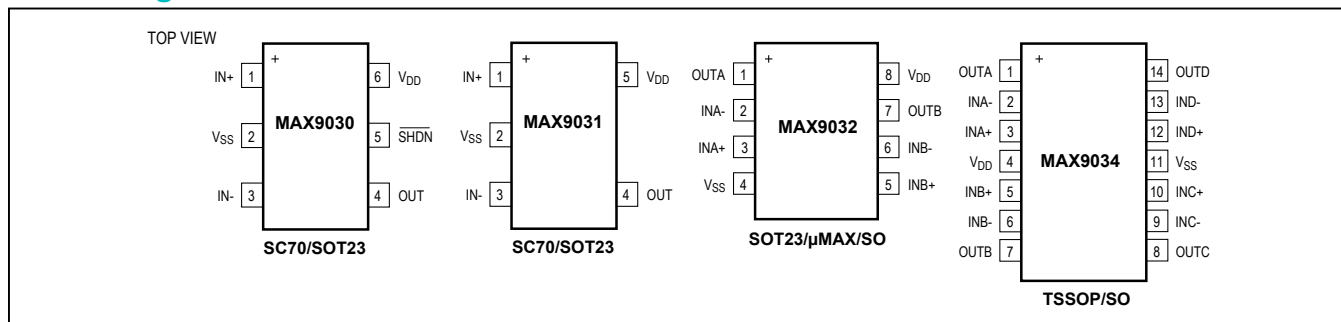 TOP VIEW
+
IN+ 1
6 VDD
MAX9030
VSS 2
5 SHDN
IN- 3
4 OUT
SC70/SOT23
+
IN+ 1
5 VDD
MAX9031
VSS 2
IN- 3
4 OUT
SC70/SOT23
+
OUTA 1
8 VDD
INA- 2
7 OUTB
MAX9032
INA+ 3
6 INB-
VSS 4
5 INB+
SOT23/µMAX/SO
+
OUTA 1
14 OUTD
INA- 2
13 IND-
INA+ 3
12 IND+
MAX9034
VDD 4
11 VSS
INB+ 5
10 INC+
INB- 6
9 INC-
OUTB 7
8 OUTC
TSSOP/SO